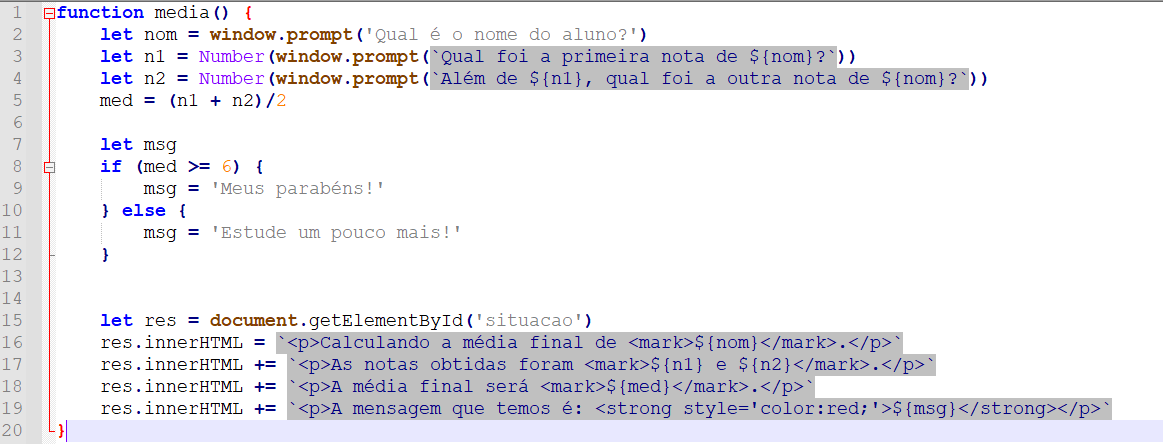 1 function media() {
2 let nom = window.prompt('Qual é o nome do aluno?')
3 let n1 = Number(window.prompt(`Qual foi a primeira nota de ${nom}?`))
4 let n2 = Number(window.prompt(`Além de ${n1}, qual foi a outra nota de ${nom}?`))
5 med = (n1 + n2)/2
6
7 let msg
8 if (med >= 6) {
9 msg = 'Meus parabéns!'
10 } else {
11 msg = 'Estude um pouco mais!'
12 }
13
14
15 let res = document.getElementById('situacao')
16 res.innerHTML = `<p>Calculando a média final de <mark>${nom}</mark>.</p>`
17 res.innerHTML += `<p>As notas obtidas foram <mark>${n1} e ${n2}</mark>.</p>`
18 res.innerHTML += `<p>A média final será <mark>${med}</mark>.</p>`
19 res.innerHTML += `<p>A mensagem que temos é: <strong style='color:red;'>${msg}</strong></p>`
20 }